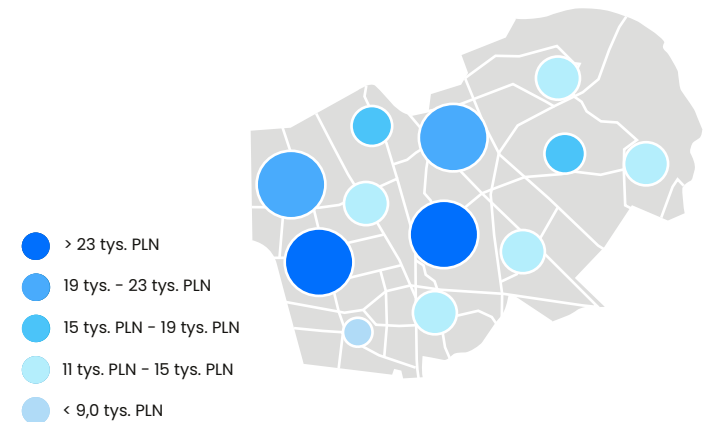 > 23 tys. PLN
19 tys. - 23 tys. PLN
15 tys. PLN - 19 tys. PLN
11 tys. PLN - 15 tys. PLN
< 9,0 tys. PLN